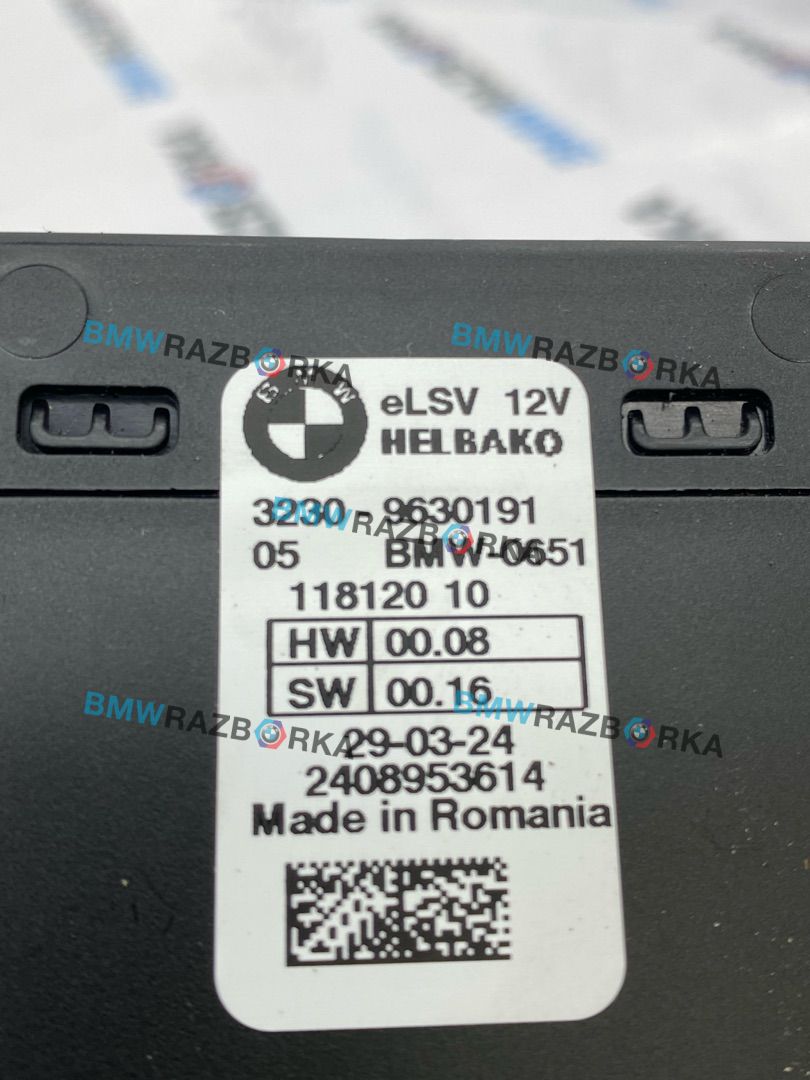 BMWRAZBORKA
BMWRAZBORKA
BMW
eLSV 12V
HELBAKO
3230 - 9630191
BMWRAZBORKA
05 BMW-0651
118120 10
HW 00.08
SW 00.16
BMWRAZBORKA
BMWRAZBORKA
29-03-24
2408953614
Made in Romania